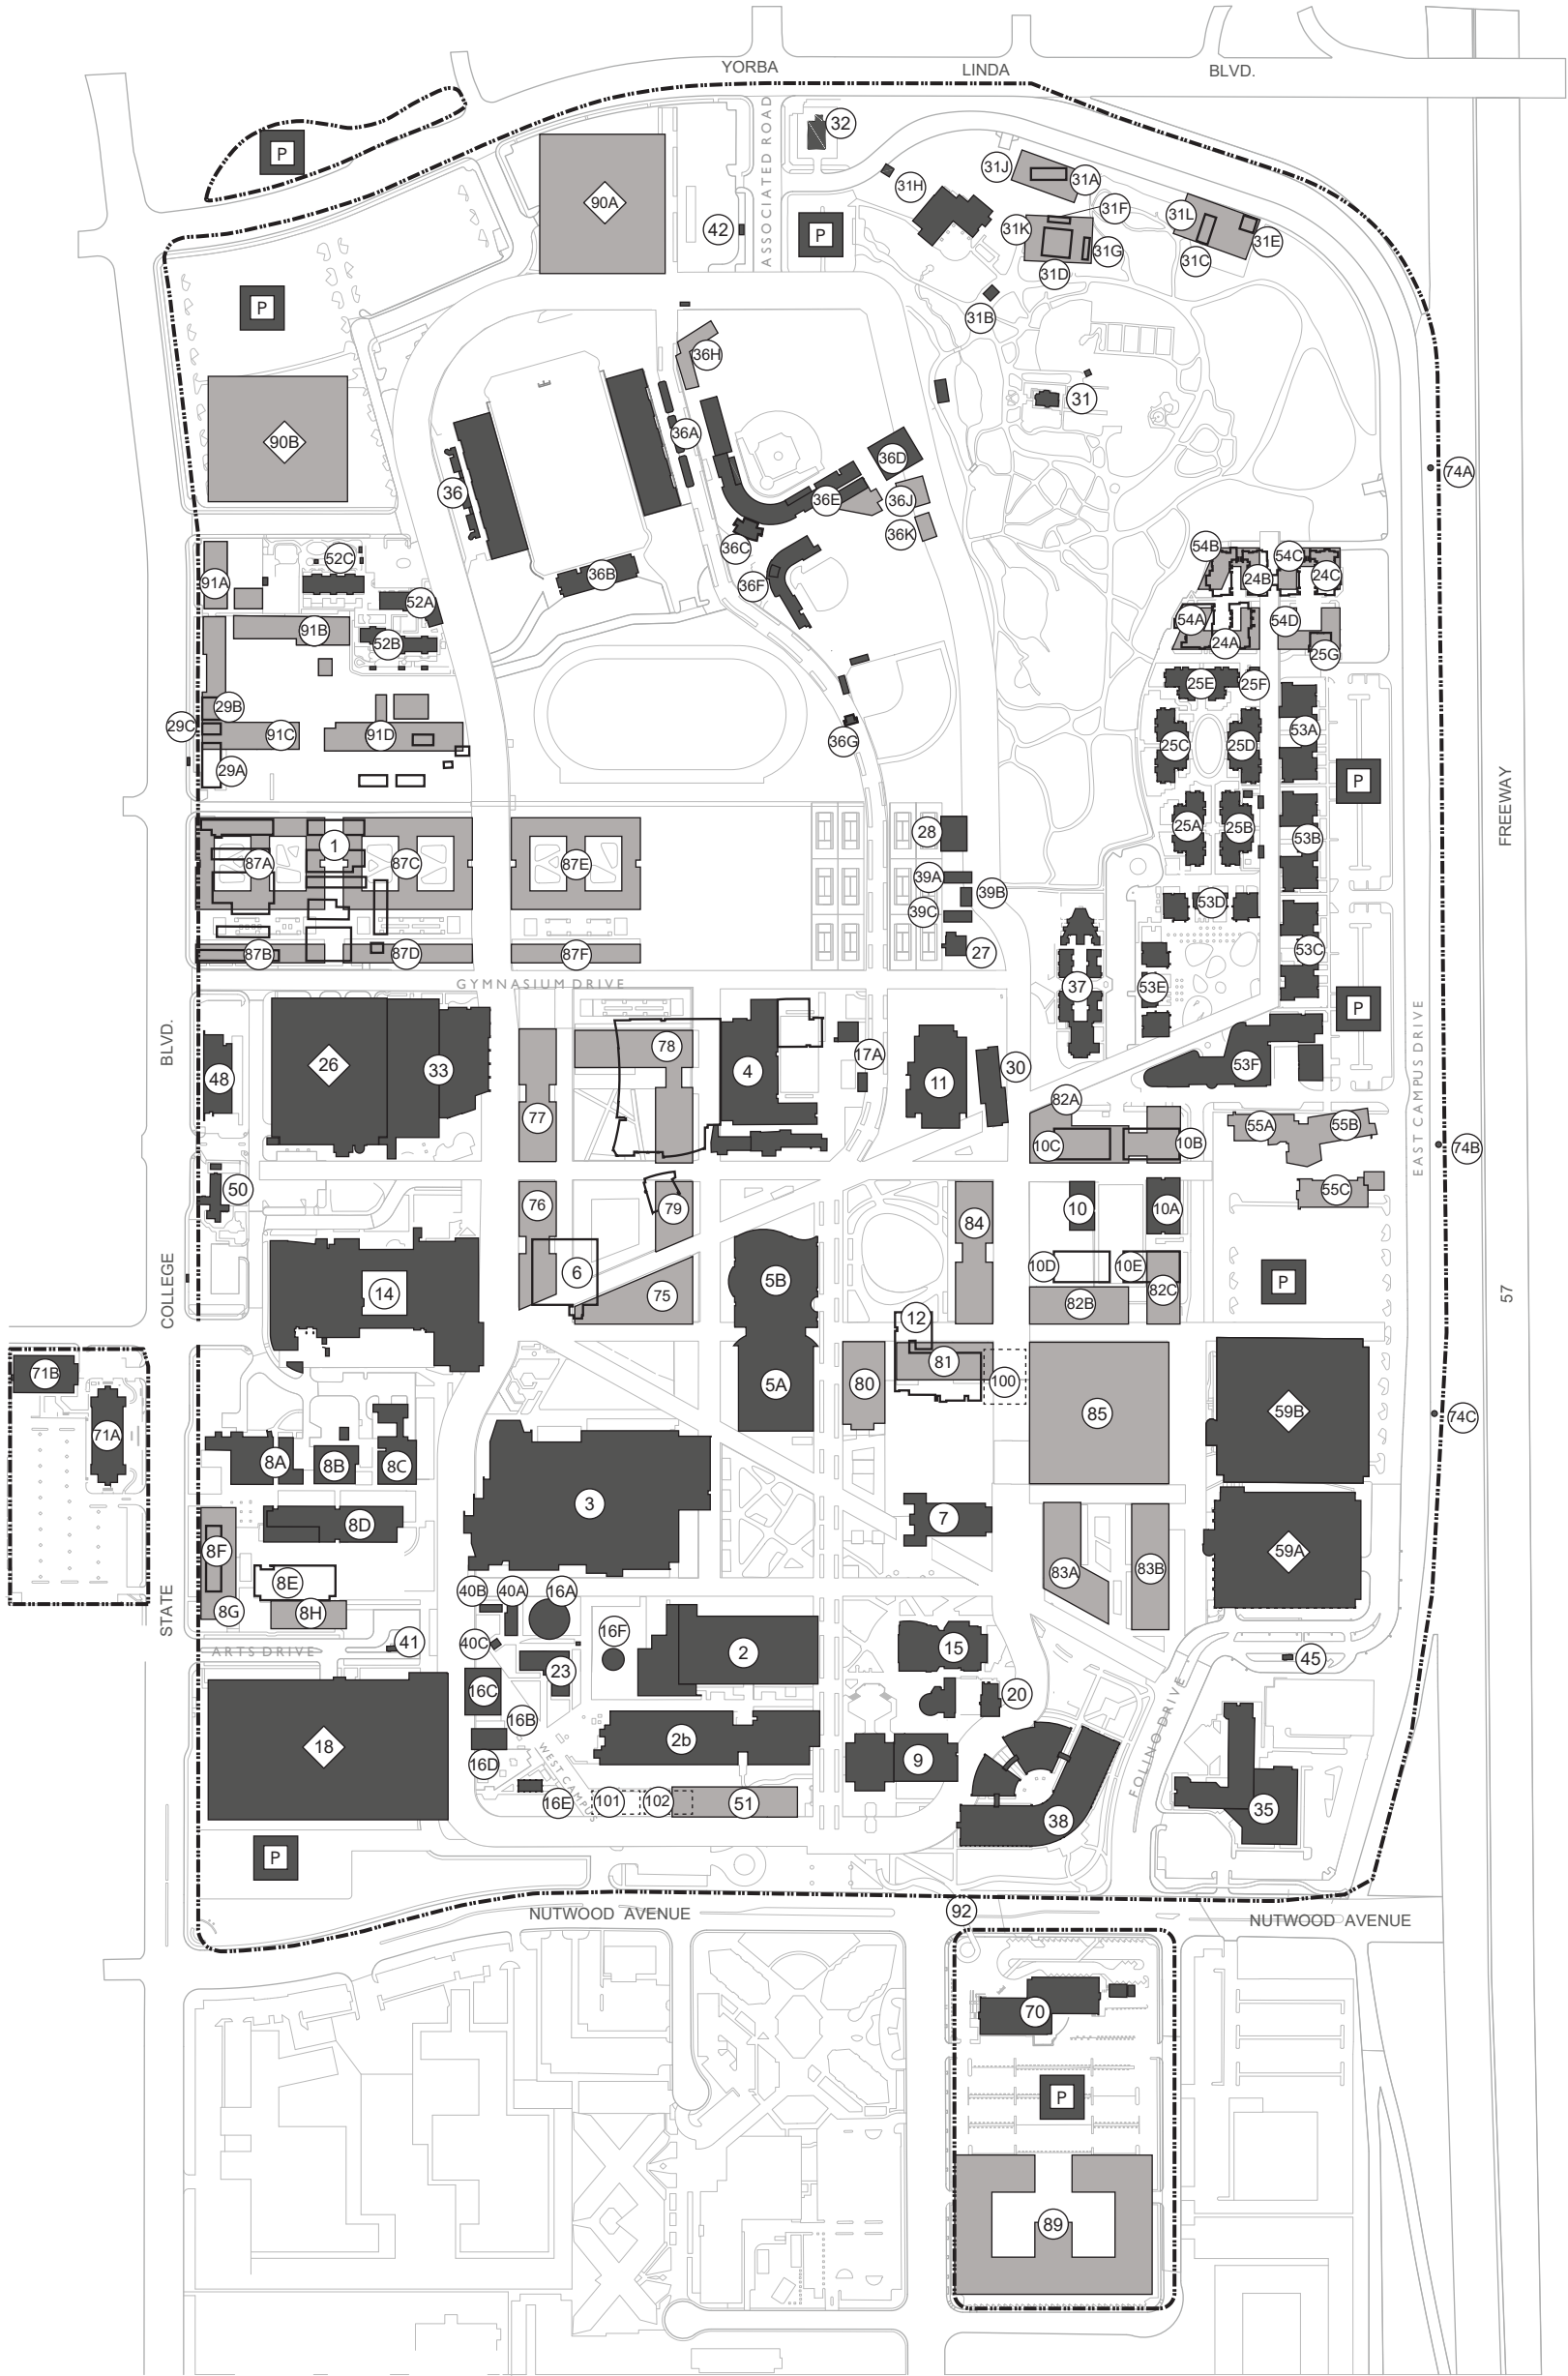 YORBA LINDA BLVD.
ASSOCIATED ROAD
P
32
90A
42
P
31H
31J
31A
31F
31K
31G
31D
31L
31E
31C
31B
P
36H
31
90B
36A
36
36D
36E
36J
36K
36C
36B
36F
74A
91A
52C
52A
91B
52B
54B
54C
24B
24C
54A
24A
54D
25G
29B
29C
91C
91D
29A
36G
25E
25F
25C
25D
53A
P
FREEWAY
1
87A
87C
87E
28
39A
39B
39C
27
25A
25B
53B
53D
53C
87B
87D
87F
GYMNASIUM DRIVE
37
53E
P
BLVD.
48
26
33
77
78
4
17A
11
30
53F
EAST CAMPUS DRIVE
82A
10C
10B
55A
55B
74B
50
76
79
84
10
10A
55C
COLLEGE
14
6
75
5B
10D
10E
82B
82C
P
57
12
81
100
80
5A
85
59B
74C
71B
71A
8A
8B
8C
3
7
8D
8F
8E
8G
8H
83A
83B
59A
STATE
ARTS DRIVE
41
40B
40A
16A
40C
16F
23
2
15
20
45
18
16C
16B
16D
16E
WEST CAMPUS
2b
101
102
51
9
38
FOLINO DRIVE
35
P
NUTWOOD AVENUE
92
NUTWOOD AVENUE
70
P
89